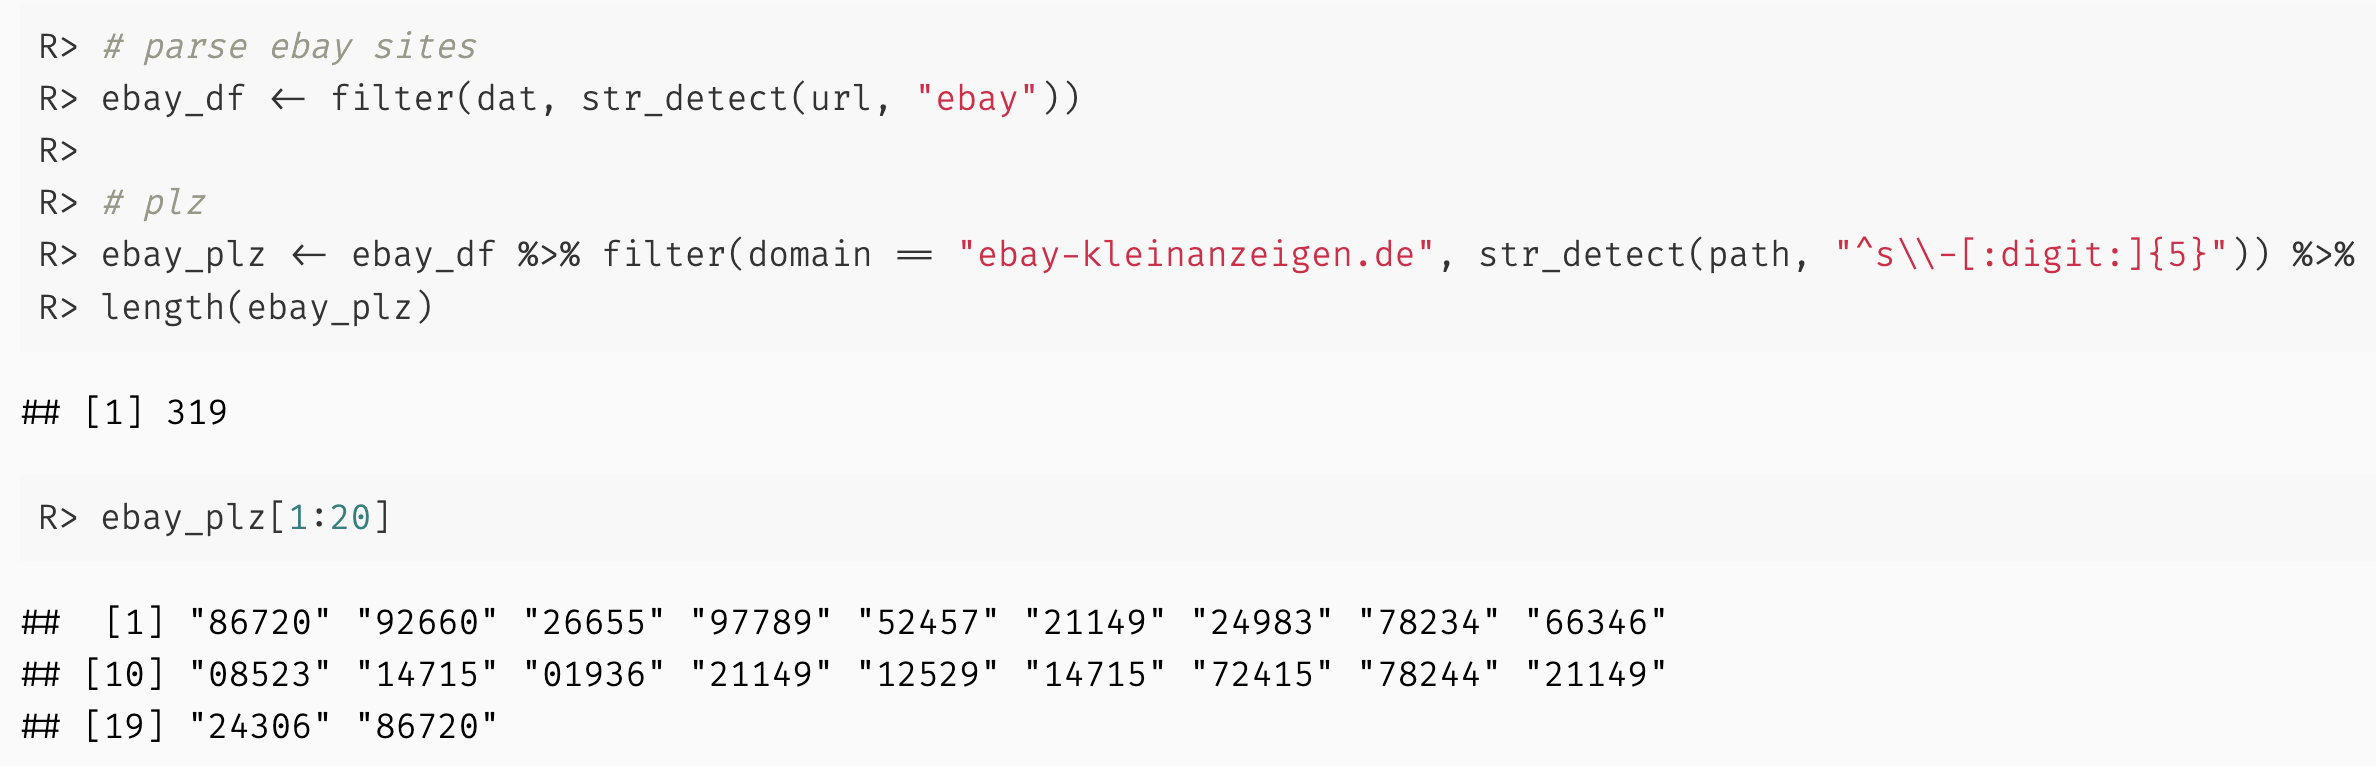 R> # parse ebay sites
R> ebay_df <- filter(dat, str_detect(url, "ebay"))
R>
R> # plz
R> ebay_plz <- ebay_df %>% filter(domain == "ebay-kleinanzeigen.de", str_detect(path, "^s\\-[:digit:]{5}")) %>%
R> length(ebay_plz)
## [1] 319
R> ebay_plz[1:20]
##  [1] "86720" "92660" "26655" "97789" "52457" "21149" "24983" "78234" "66346"
## [10] "08523" "14715" "01936" "21149" "12529" "14715" "72415" "78244" "21149"
## [19] "24306" "86720"